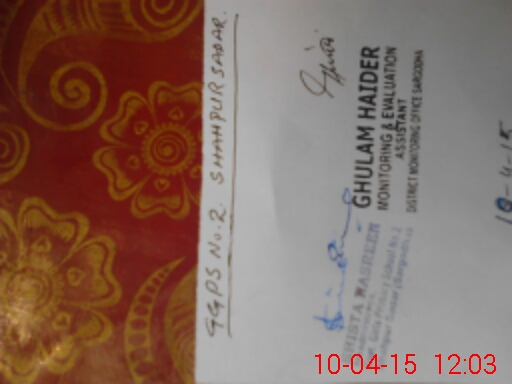 GGPS No. 2. SHAHPUR SADAR.
GHULAM HAIDER
MONITORING & EVALUATION
ASSISTANT
DISTRICT MONITORING OFFICE SARGODHA
NASREEN
10-4-15
10-04-15 12:03